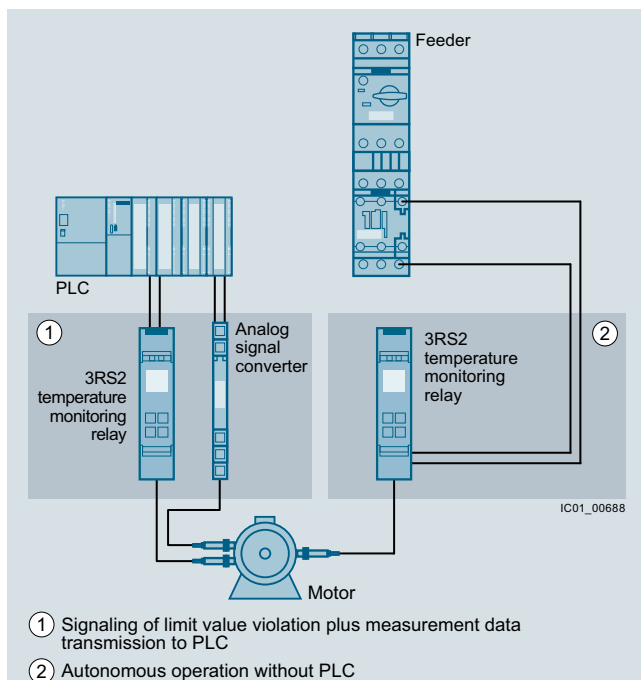 Feeder
PLC
1
3RS2
temperature
monitoring
relay
Analog
signal
converter
3RS2
temperature
monitoring
relay
2
IC01_00688
Motor
1 Signaling of limit value violation plus measurement data
transmission to PLC
2 Autonomous operation without PLC